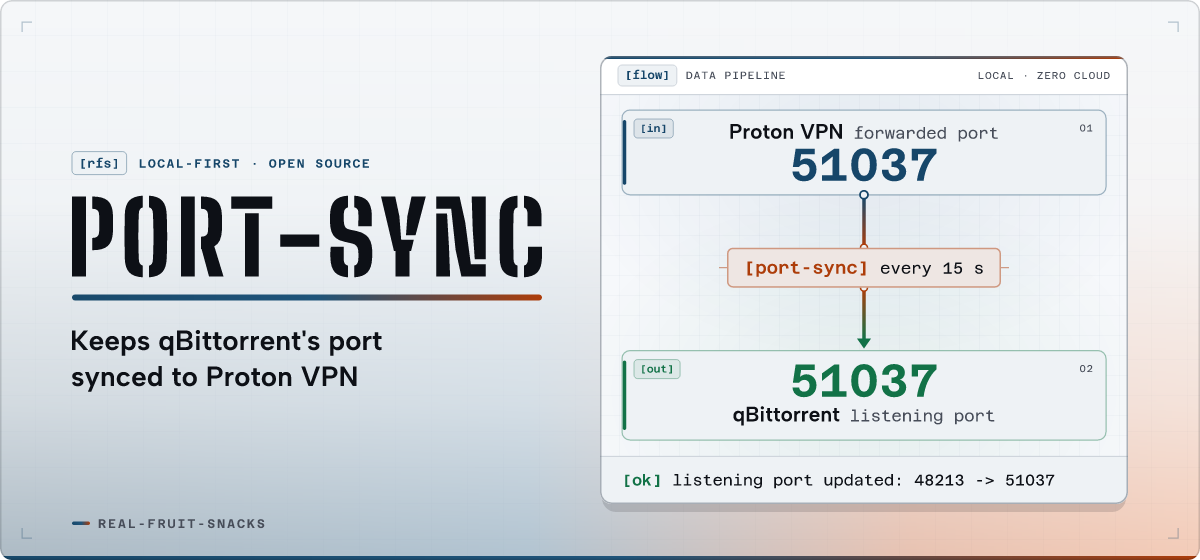 [rfs] LOCAL-FIRST · OPEN SOURCE
PORT-SYNC
Keeps qBittorrent's port
synced to Proton VPN
REAL-FRUIT-SNACKS
[flow] DATA PIPELINE LOCAL · ZERO CLOUD
[in] Proton VPN forwarded port 01
51037
[port-sync] every 15 s
[out] 51037 02
qBittorrent listening port
[ok] listening port updated: 48213 -> 51037